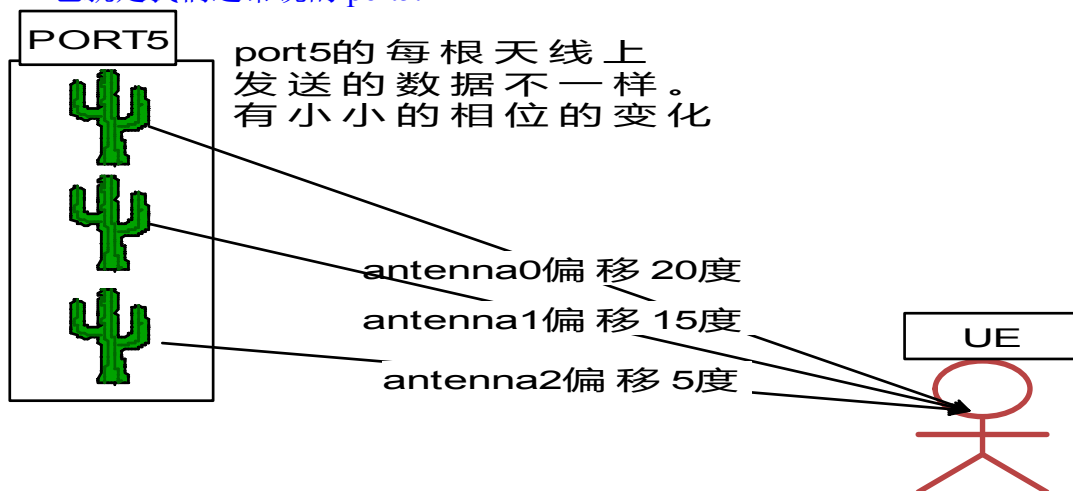 PORT5
port5的每根天线上
发送的数据不一样。
有小小的相位的变化
antenna0偏移20度
antenna1偏移15度
antenna2偏移5度
UE